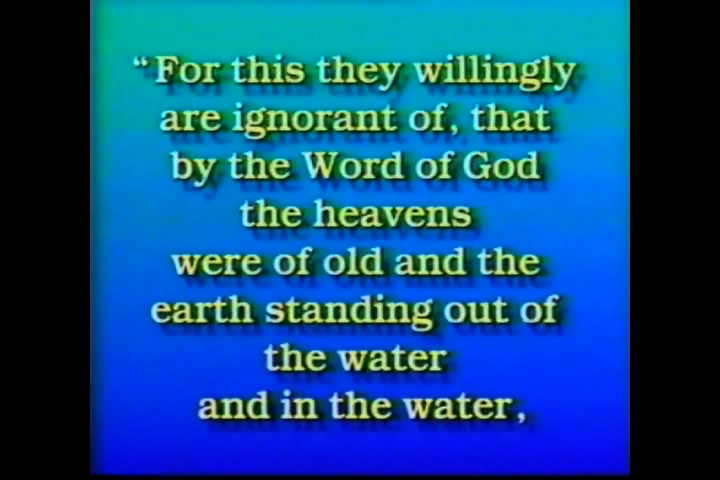 “For this they willingly
are ignorant of, that
by the Word of God
the heavens
were of old and the
earth standing out of
the water
and in the water,